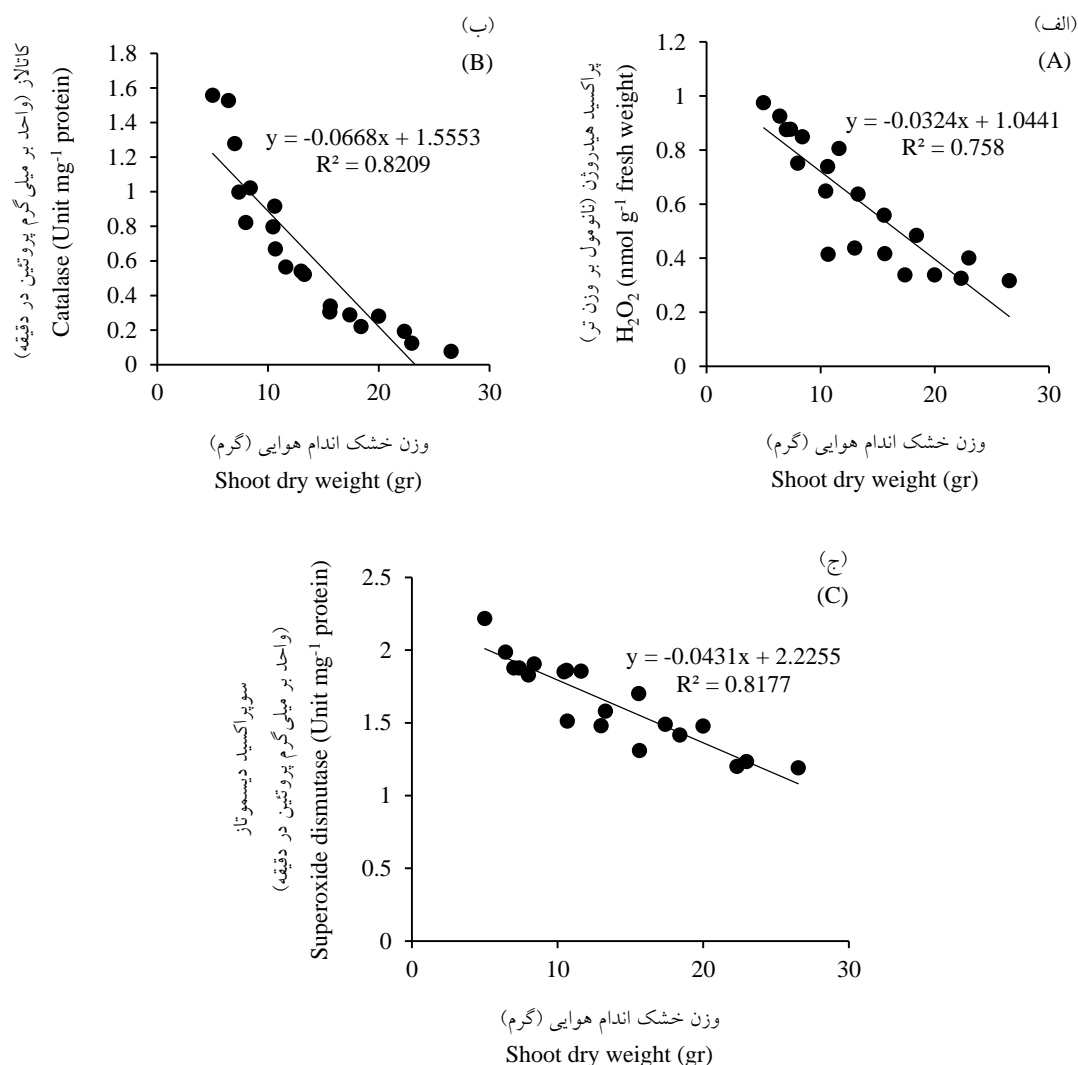 (الف)
(A)
پراکسید هیدروژن (نانومول بر وزن تر)
H₂O₂ (nmol g⁻¹ fresh weight)
1.2
1
0.8
0.6
0.4
0.2
0
y = -0.0324x + 1.0441
R² = 0.758
0 10 20 30
وزن خشک اندام هوایی (گرم)
Shoot dry weight (gr)
(ب)
(B)
کاتالاز (واحد بر میلی گرم پروتئین در دقیقه)
Catalase (Unit mg⁻¹ protein)
1.8
1.6
1.4
1.2
1
0.8
0.6
0.4
0.2
0
y = -0.0668x + 1.5553
R² = 0.8209
0 10 20 30
وزن خشک اندام هوایی (گرم)
Shoot dry weight (gr)
(ج)
(C)
سوپراکسید دیسموتاز
(واحد بر میلی گرم پروتئین در دقیقه)
Superoxide dismutase (Unit mg⁻¹ protein)
2.5
2
1.5
1
0.5
0
y = -0.0431x + 2.2255
R² = 0.8177
0 10 20 30
وزن خشک اندام هوایی (گرم)
Shoot dry weight (gr)